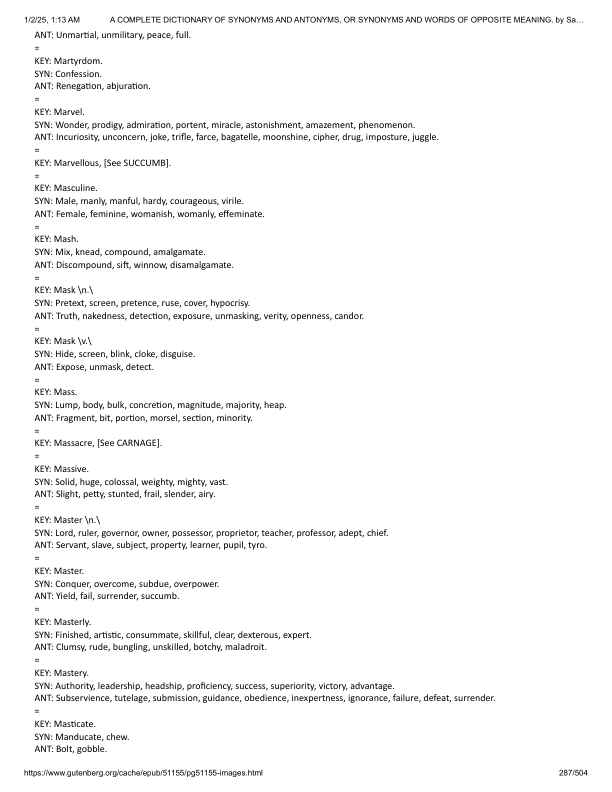 1/2/25, 1:13 AM A COMPLETE DICTIONARY OF SYNONYMS AND ANTONYMS, OR SYNONYMS AND WORDS OF OPPOSITE MEANING. by Sa…
ANT: Unmartial, unmilitary, peace, full.
=
KEY: Martyrdom.
SYN: Confession.
ANT: Renegation, abjuration.
=
KEY: Marvel.
SYN: Wonder, prodigy, admiration, portent, miracle, astonishment, amazement, phenomenon.
ANT: Incuriosity, unconcern, joke, trifle, farce, bagatelle, moonshine, cipher, drug, imposture, juggle.
=
KEY: Marvellous, [See SUCCUMB].
=
KEY: Masculine.
SYN: Male, manly, manful, hardy, courageous, virile.
ANT: Female, feminine, womanish, womanly, effeminate.
=
KEY: Mash.
SYN: Mix, knead, compound, amalgamate.
ANT: Discompound, sift, winnow, disamalgamate.
=
KEY: Mask \n.\
SYN: Pretext, screen, pretence, ruse, cover, hypocrisy.
ANT: Truth, nakedness, detection, exposure, unmasking, verity, openness, candor.
=
KEY: Mask \v.\
SYN: Hide, screen, blink, cloke, disguise.
ANT: Expose, unmask, detect.
=
KEY: Mass.
SYN: Lump, body, bulk, concretion, magnitude, majority, heap.
ANT: Fragment, bit, portion, morsel, section, minority.
=
KEY: Massacre, [See CARNAGE].
=
KEY: Massive.
SYN: Solid, huge, colossal, weighty, mighty, vast.
ANT: Slight, petty, stunted, frail, slender, airy.
=
KEY: Master \n.\
SYN: Lord, ruler, governor, owner, possessor, proprietor, teacher, professor, adept, chief.
ANT: Servant, slave, subject, property, learner, pupil, tyro.
=
KEY: Master.
SYN: Conquer, overcome, subdue, overpower.
ANT: Yield, fail, surrender, succumb.
=
KEY: Masterly.
SYN: Finished, artistic, consummate, skillful, clear, dexterous, expert.
ANT: Clumsy, rude, bungling, unskilled, botchy, maladroit.
=
KEY: Mastery.
SYN: Authority, leadership, headship, proficiency, success, superiority, victory, advantage.
ANT: Subservience, tutelage, submission, guidance, obedience, inexpertness, ignorance, failure, defeat, surrender.
=
KEY: Masticate.
SYN: Manducate, chew.
ANT: Bolt, gobble.
https://www.gutenberg.org/cache/epub/51155/pg51155-images.html 287/504